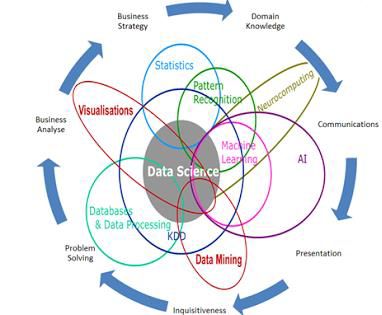 Business
Strategy
Domain
Knowledge
Statistics
Pattern
Recognition
Neurocomputing
Visualisations
Business
Analyse
Communications
Machine
Learning
AI
Data Science
Databases
& Data Processing
KDD
Data Mining
Problem
Solving
Presentation
Inquisitiveness